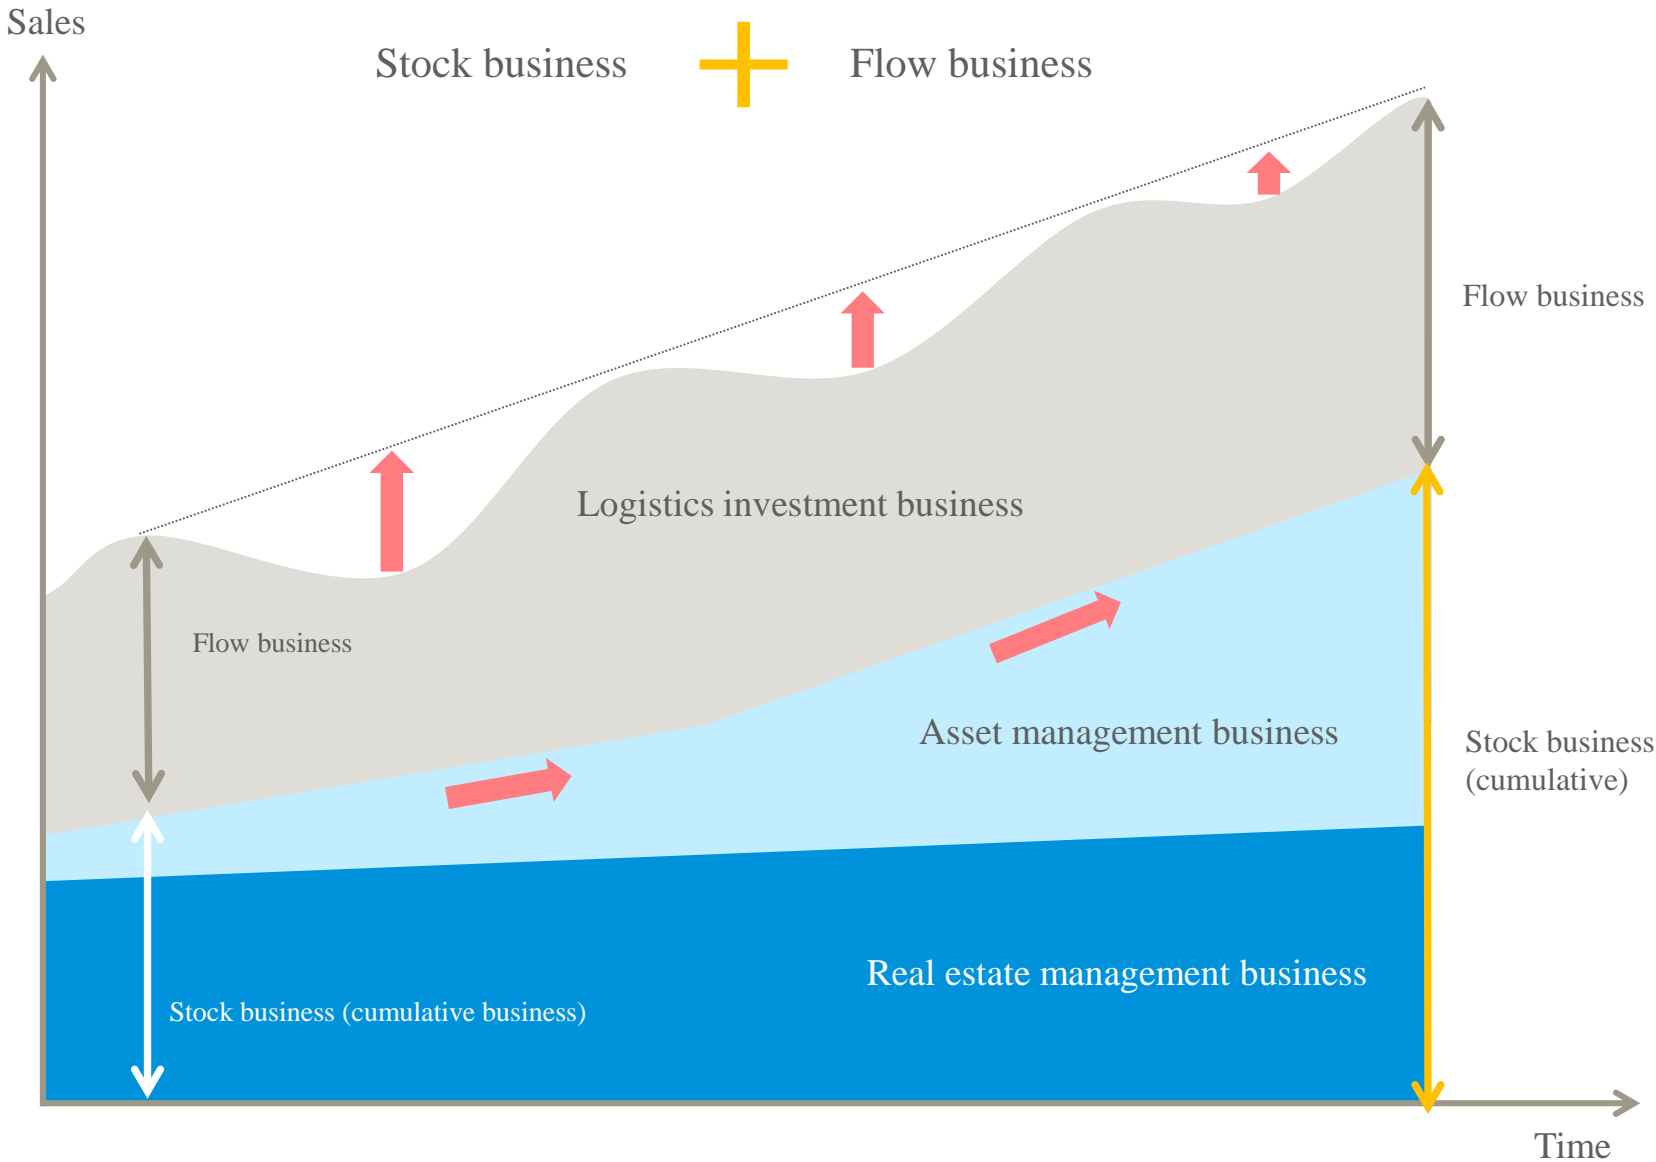 Sales
Stock business
Flow business
Flow business
Logistics investment business
Flow business
Asset management business
Stock business
(cumulative)
Real estate management business
Stock business (cumulative business)
Time